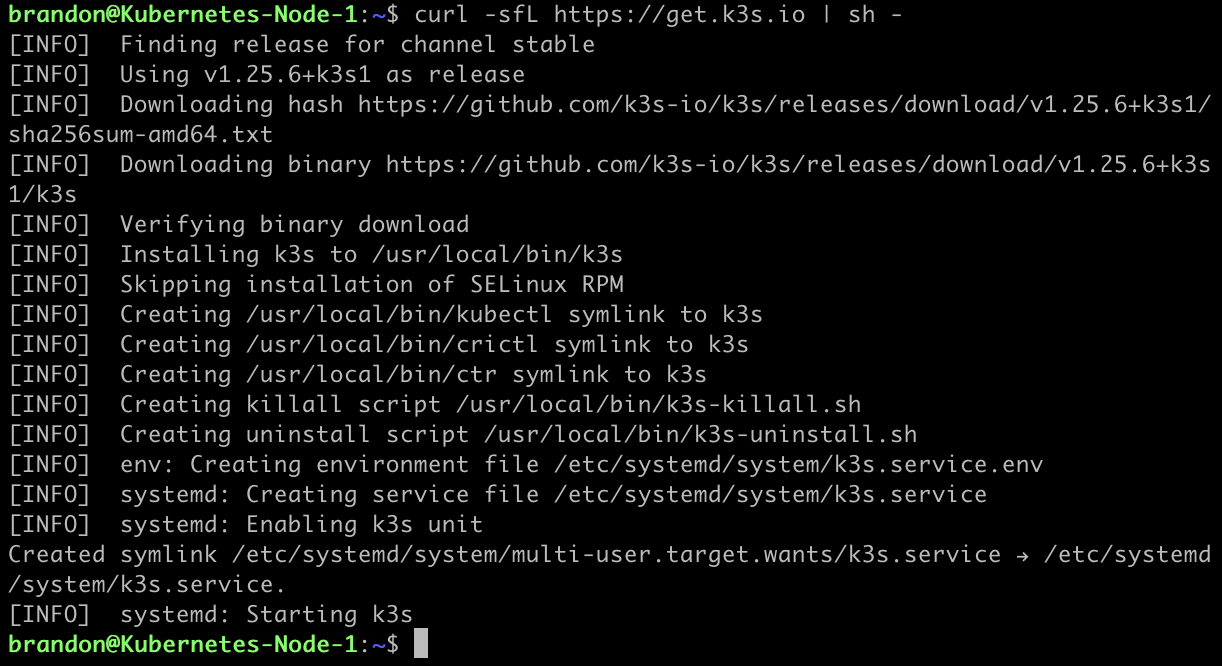 brandon@Kubernetes-Node-1:~$ curl -sfL https://get.k3s.io | sh -
[INFO]  Finding release for channel stable
[INFO]  Using v1.25.6+k3s1 as release
[INFO]  Downloading hash https://github.com/k3s-io/k3s/releases/download/v1.25.6+k3s1/
sha256sum-amd64.txt
[INFO]  Downloading binary https://github.com/k3s-io/k3s/releases/download/v1.25.6+k3s
1/k3s
[INFO]  Verifying binary download
[INFO]  Installing k3s to /usr/local/bin/k3s
[INFO]  Skipping installation of SELinux RPM
[INFO]  Creating /usr/local/bin/kubectl symlink to k3s
[INFO]  Creating /usr/local/bin/crictl symlink to k3s
[INFO]  Creating /usr/local/bin/ctr symlink to k3s
[INFO]  Creating killall script /usr/local/bin/k3s-killall.sh
[INFO]  Creating uninstall script /usr/local/bin/k3s-uninstall.sh
[INFO]  env: Creating environment file /etc/systemd/system/k3s.service.env
[INFO]  systemd: Creating service file /etc/systemd/system/k3s.service
[INFO]  systemd: Enabling k3s unit
Created symlink /etc/systemd/system/multi-user.target.wants/k3s.service → /etc/systemd
/system/k3s.service.
[INFO]  systemd: Starting k3s
brandon@Kubernetes-Node-1:~$